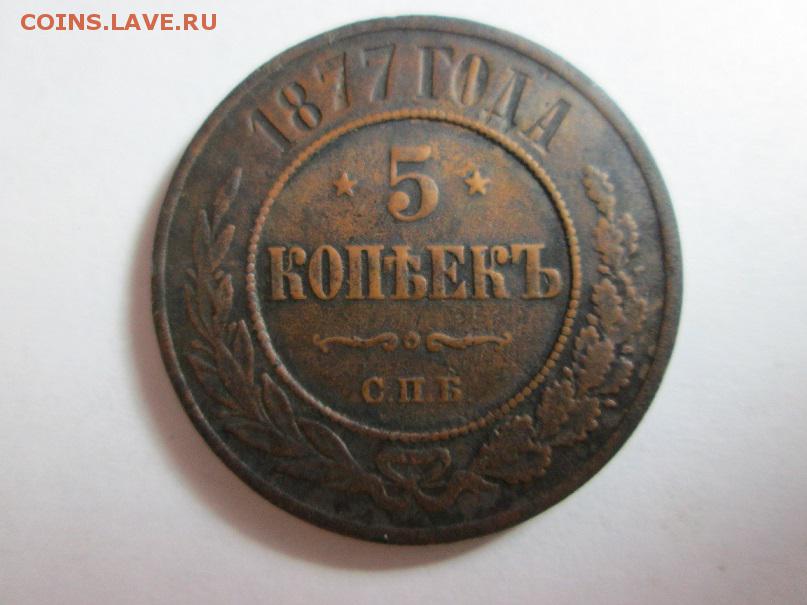 COINS.LAVE.RU
1877 ГОДА
5
КОПѢЕКЪ
С.П.Б